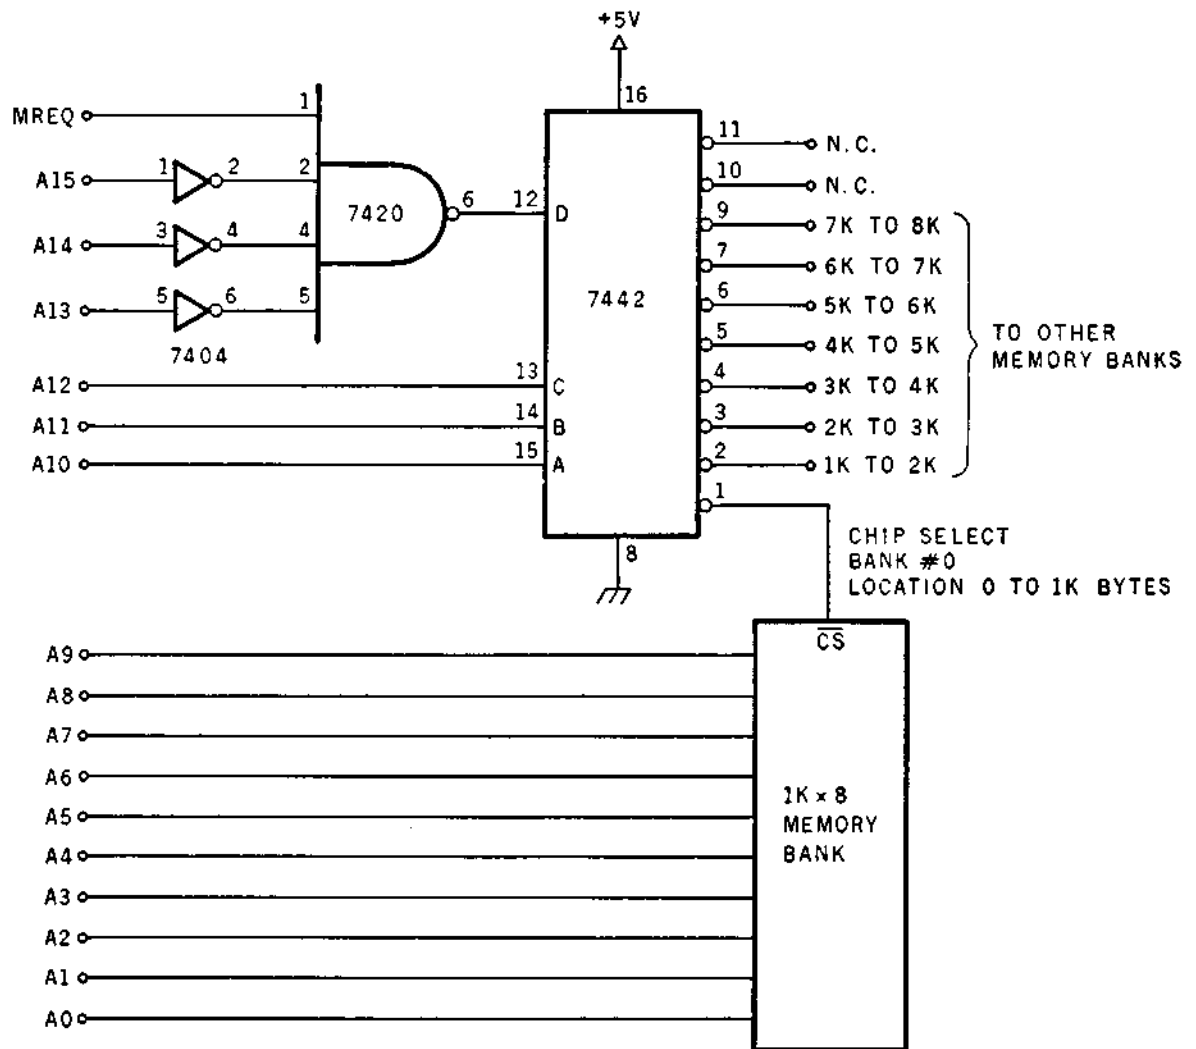 +5V
16
MREQ
1
A15
1
2
2
A14
3
4
4
A13
5
6
5
7404
7420
6
12
D
A12
13
C
A11
14
B
A10
15
A
7442
8
11
N.C.
10
N.C.
9
7K TO 8K
7
6K TO 7K
6
5K TO 6K
5
4K TO 5K
4
3K TO 4K
3
2K TO 3K
2
1K TO 2K
1
TO OTHER
MEMORY BANKS
CHIP SELECT
BANK #0
LOCATION 0 TO 1K BYTES
CS
A9
A8
A7
A6
A5
A4
A3
A2
A1
A0
1K × 8
MEMORY
BANK